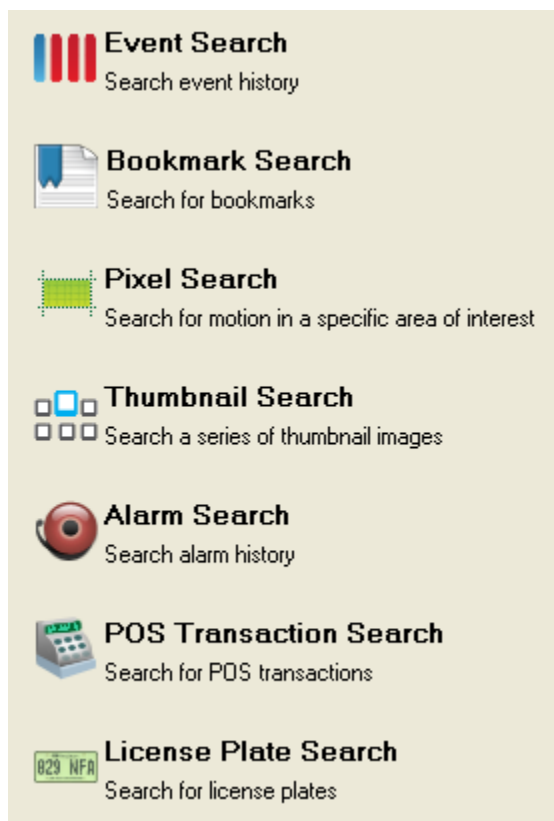 Event Search
Search event history
Bookmark Search
Search for bookmarks
Pixel Search
Search for motion in a specific area of interest
Thumbnail Search
Search a series of thumbnail images
Alarm Search
Search alarm history
POS Transaction Search
Search for POS transactions
829 NFA
License Plate Search
Search for license plates